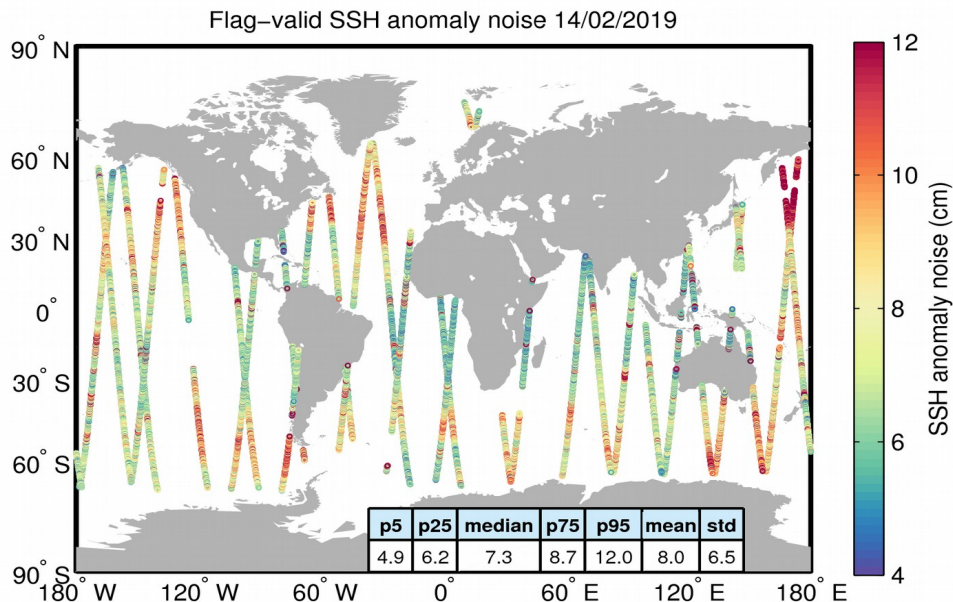 Flag−valid SSH anomaly noise 14/02/2019
90° N
60° N
30° N
0°
30° S
60° S
90° S
180° W
120° W
60° W
0°
60° E
120° E
180° E
p5 p25 median p75 p95 mean std
4.9 6.2 7.3 8.7 12.0 8.0 6.5
12
10
8
6
4
SSH anomaly noise (cm)